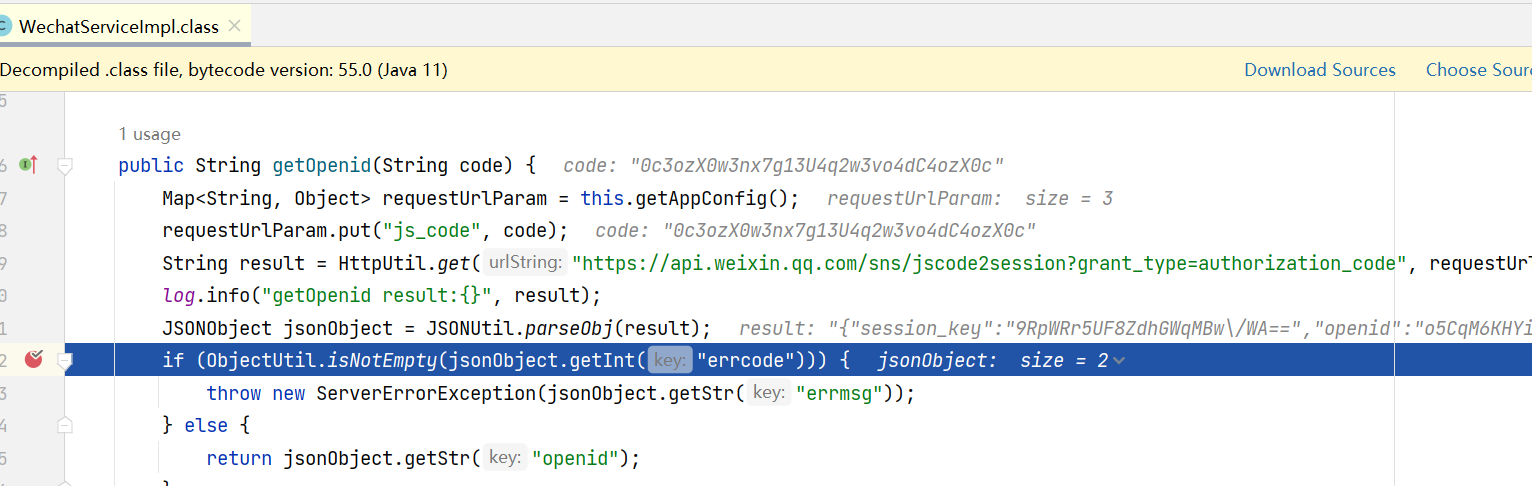 WechatServiceImpl.class
Decompiled .class file, bytecode version: 55.0 (Java 11) Download Sources Choose Sour
5
1 usage
6 public String getOpenid(String code) { code: "0c3ozX0w3nx7g13U4q2w3vo4dC4ozX0c"
7 Map<String, Object> requestUrlParam = this.getAppConfig(); requestUrlParam: size = 3
8 requestUrlParam.put("js_code", code); code: "0c3ozX0w3nx7g13U4q2w3vo4dC4ozX0c"
9 String result = HttpUtil.get( urlString: "https://api.weixin.qq.com/sns/jscode2session?grant_type=authorization_code", requestUr
0 log.info("getOpenid result:{}", result);
1 JSONObject jsonObject = JSONUtil.parseObj(result); result: "{"session_key":"9RpWRr5UF8ZdhGWqMBw\/WA==","openid":"o5CqM6KHYi
2 if (ObjectUtil.isNotEmpty(jsonObject.getInt( key: "errcode"))) { jsonObject: size = 2
3 throw new ServerErrorException(jsonObject.getStr( key: "errmsg"));
4 } else {
5 return jsonObject.getStr( key: "openid");